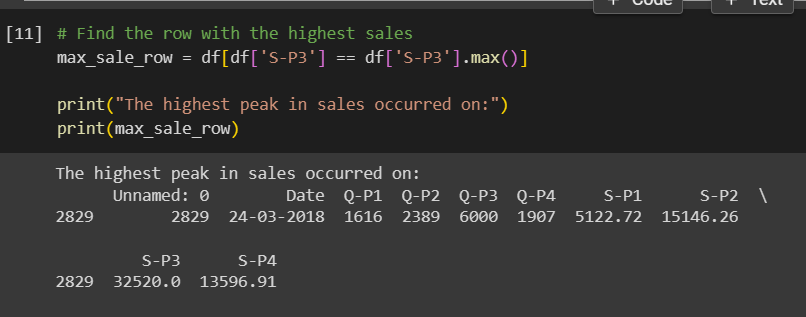 + Code + Text
[11] # Find the row with the highest sales
max_sale_row = df[df['S-P3'] == df['S-P3'].max()]
print("The highest peak in sales occurred on:")
print(max_sale_row)
The highest peak in sales occurred on:
Unnamed: 0 Date Q-P1 Q-P2 Q-P3 Q-P4 S-P1 S-P2 \
2829 2829 24-03-2018 1616 2389 6000 1907 5122.72 15146.26
S-P3 S-P4
2829 32520.0 13596.91